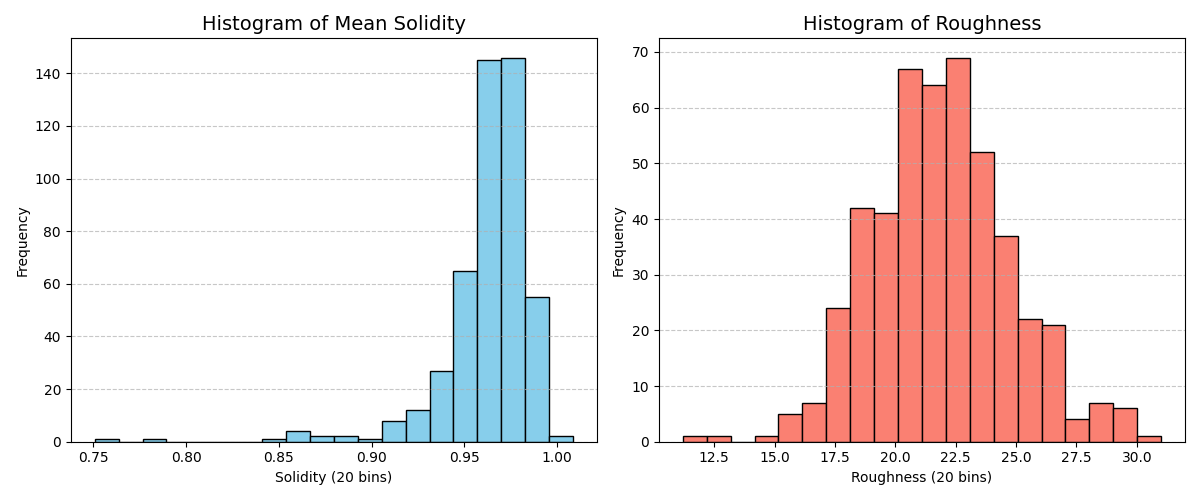 Histogram of Mean Solidity
Frequency
140
120
100
80
60
40
20
0
0.75 0.80 0.85 0.90 0.95 1.00
Solidity (20 bins)
Histogram of Roughness
Frequency
70
60
50
40
30
20
10
0
12.5 15.0 17.5 20.0 22.5 25.0 27.5 30.0
Roughness (20 bins)